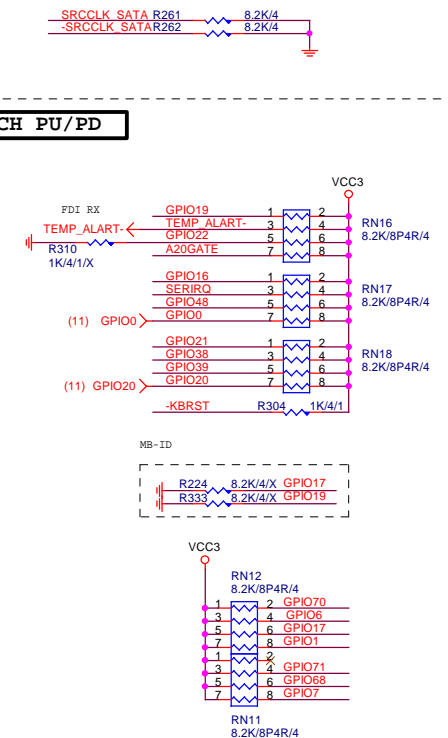 SRCCLK_SATA R261 8.2K/4
-SRCCLK_SATA R262 8.2K/4
CH PU/PD
VCC3
FDI RX
GPIO19 1 2
TEMP_ALART- TEMP_ALART- 3 4 RN16
GPIO22 5 6 8.2K/8P4R/4
R310 A20GATE 7 8
1K/4/1/X
GPIO16 1 2
SERIRQ 3 4 RN17
GPIO48 5 6 8.2K/8P4R/4
(11) GPIO0 GPIO0 7 8
GPIO21 1 2
GPIO38 3 4 RN18
GPIO39 5 6 8.2K/8P4R/4
(11) GPIO20 GPIO20 7 8
-KBRST R304 1K/4/1
MB-ID
R224 8.2K/4/X GPIO17
R333 8.2K/4/X GPIO19
VCC3
RN12
8.2K/8P4R/4
1 2 GPIO70
3 4 GPIO6
5 6 GPIO17
7 8 GPIO1
1 2
3 4 GPIO71
5 6 GPIO68
7 8 GPIO7
RN11
8.2K/8P4R/4